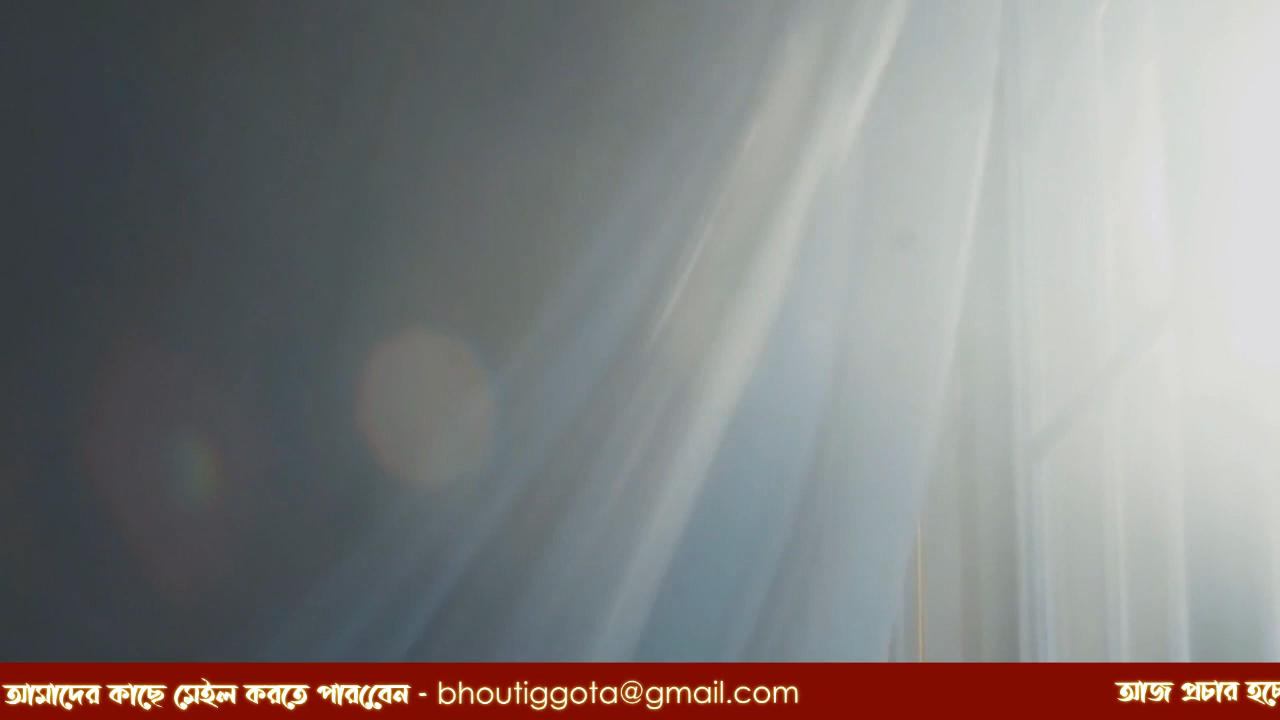 আমাদের কাছে মেইল করতে পারবেেন - bhoutiggota@gmail.com আজ প্রচার